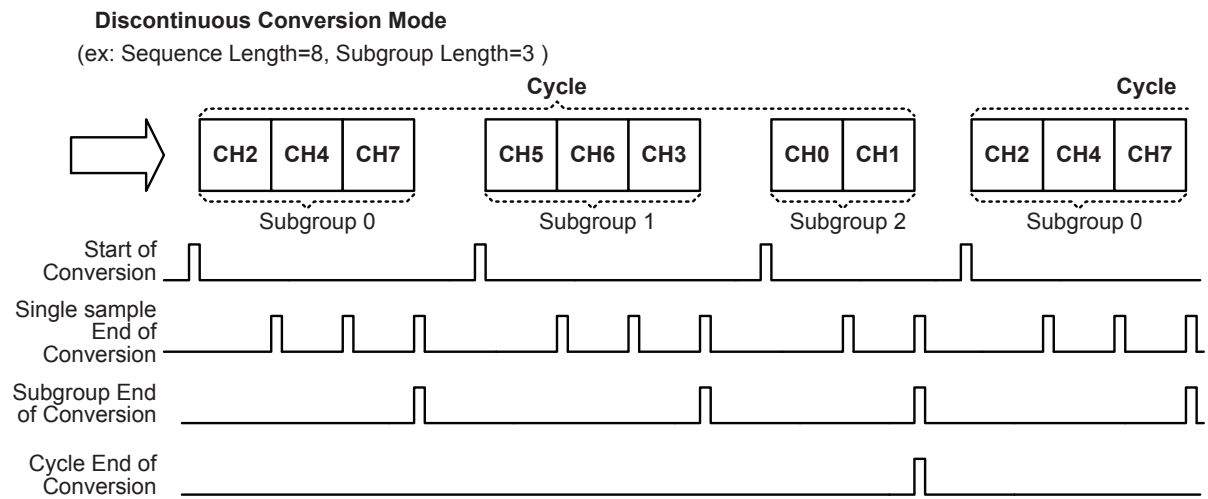 Discontinuous Conversion Mode
(ex: Sequence Length=8, Subgroup Length=3 )
Cycle Cycle
CH2 CH4 CH7 CH5 CH6 CH3 CH0 CH1 CH2 CH4 CH7
Subgroup 0 Subgroup 1 Subgroup 2 Subgroup 0
Start of
Conversion
Single sample
End of
Conversion
Subgroup End
of Conversion
Cycle End of
Conversion